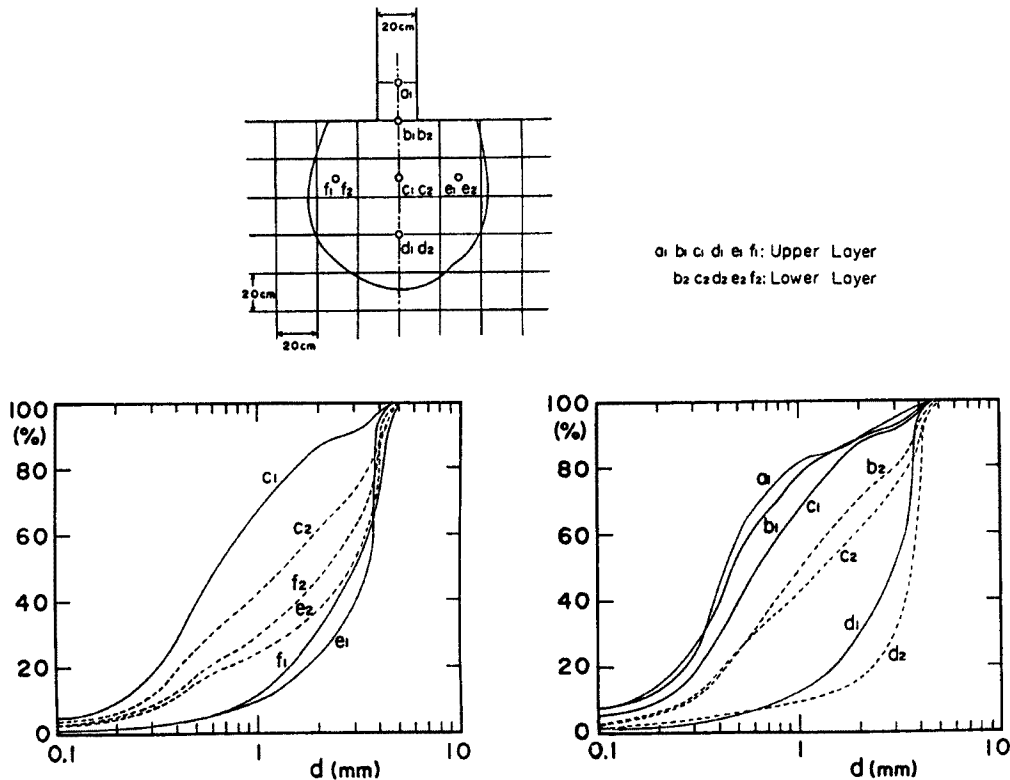 20cm
a1
b1 b2
f1 f2
c1 c2
e1 e2
d1 d2
20cm
20cm
a1 b1 c1 d1 e1 f1: Upper Layer
b2 c2 d2 e2 f2: Lower Layer
100
(%)
80
60
40
20
0
0.1
1
10
d (mm)
c1
c2
f2
e2
f1
e1
100
(%)
80
60
40
20
0
0.1
1
10
d (mm)
a1
b1
c1
b2
c2
d1
d2